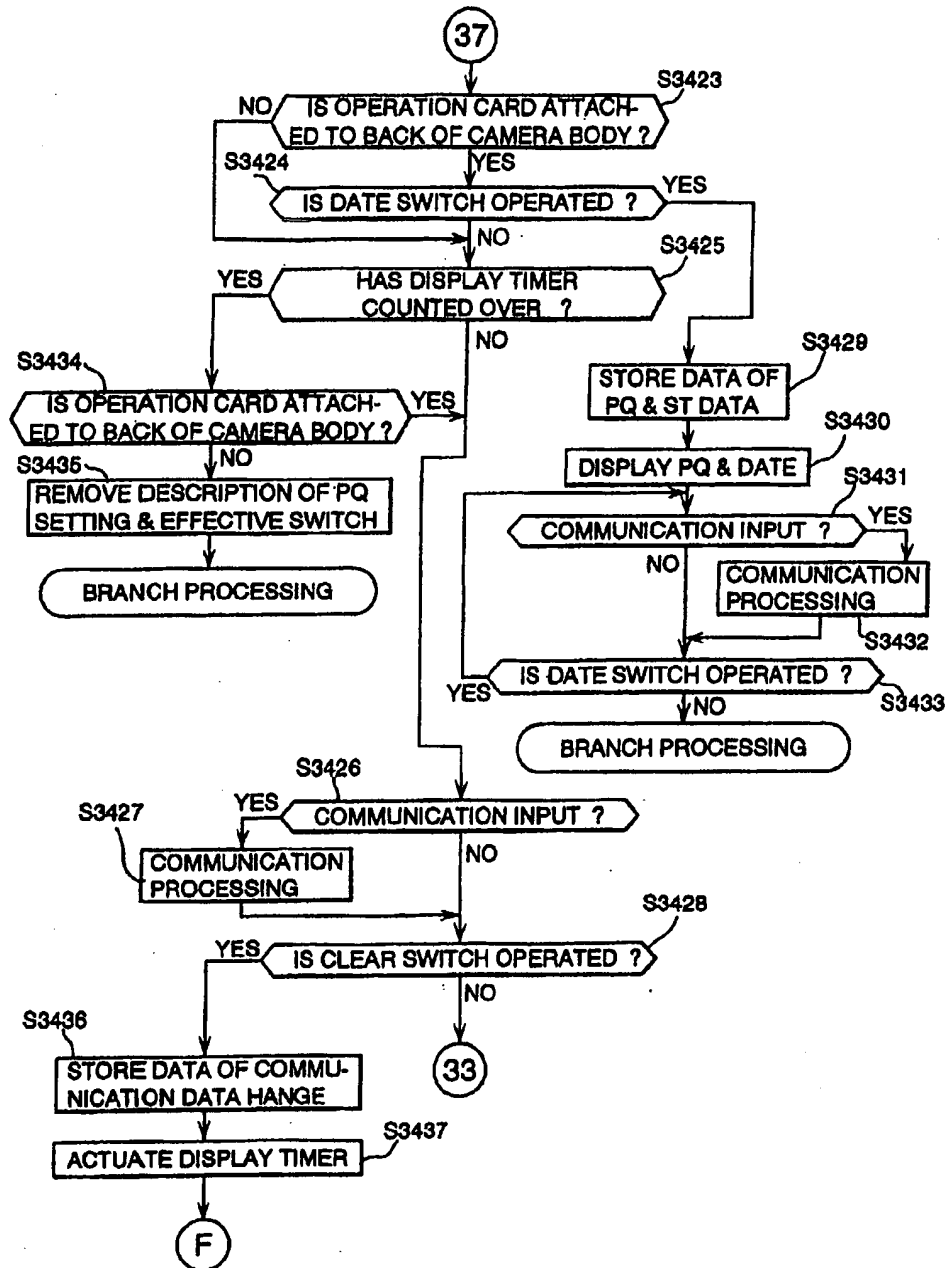 37
S3423
NO
IS OPERATION CARD ATTACH-
ED TO BACK OF CAMERA BODY ?
YES
S3424
IS DATE SWITCH OPERATED ?
YES
NO
S3425
YES
HAS DISPLAY TIMER
COUNTED OVER ?
NO
S3434
IS OPERATION CARD ATTACH-
ED TO BACK OF CAMERA BODY ?
YES
NO
S3435
REMOVE DESCRIPTION OF PQ
SETTING & EFFECTIVE SWITCH
BRANCH PROCESSING
S3429
STORE DATA OF
PQ & ST DATA
S3430
DISPLAY PQ & DATE
S3431
COMMUNICATION INPUT ?
YES
NO
COMMUNICATION
PROCESSING
S3432
IS DATE SWITCH OPERATED ?
YES
S3433
NO
BRANCH PROCESSING
S3426
YES
COMMUNICATION INPUT ?
S3427
NO
COMMUNICATION
PROCESSING
S3428
YES
IS CLEAR SWITCH OPERATED ?
NO
33
S3436
STORE DATA OF COMMU-
NICATION DATA HANGE
S3437
ACTUATE DISPLAY TIMER
F